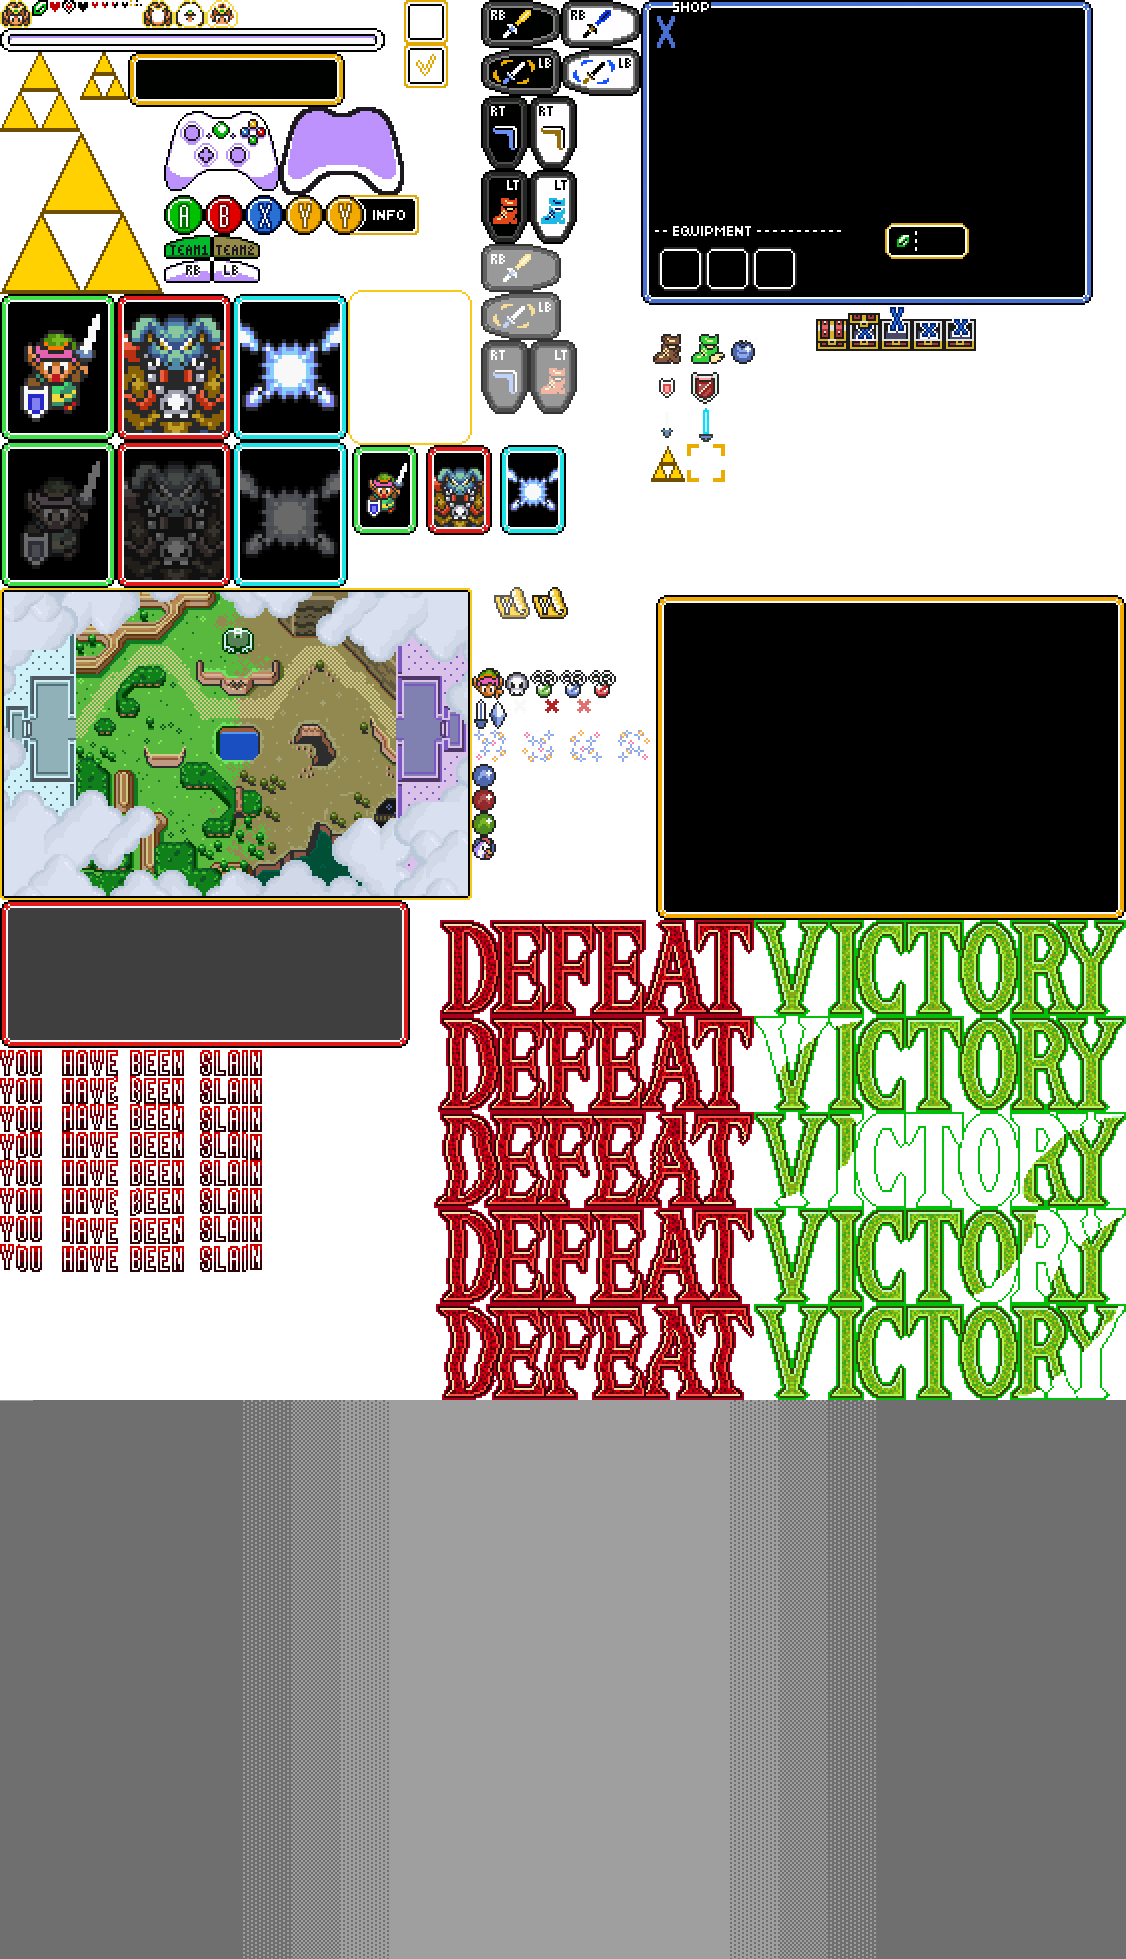 SHOP
X
RB
RB
LB
LB
RT
RT
LT
LT
A B X Y Y INFO
TEAM1 TEAM2
RB LB
EQUIPMENT
RB
LB
RT
LT
DEFEAT VICTORY
DEFEAT VICTORY
DEFEAT VICTORY
DEFEAT VICTORY
DEFEAT VICTORY
YOU HAVE BEEN SLAIN
YOU HAVE BEEN SLAIN
YOU HAVE BEEN SLAIN
YOU HAVE BEEN SLAIN
YOU HAVE BEEN SLAIN
YOU HAVE BEEN SLAIN
YOU HAVE BEEN SLAIN
YOU HAVE BEEN SLAIN